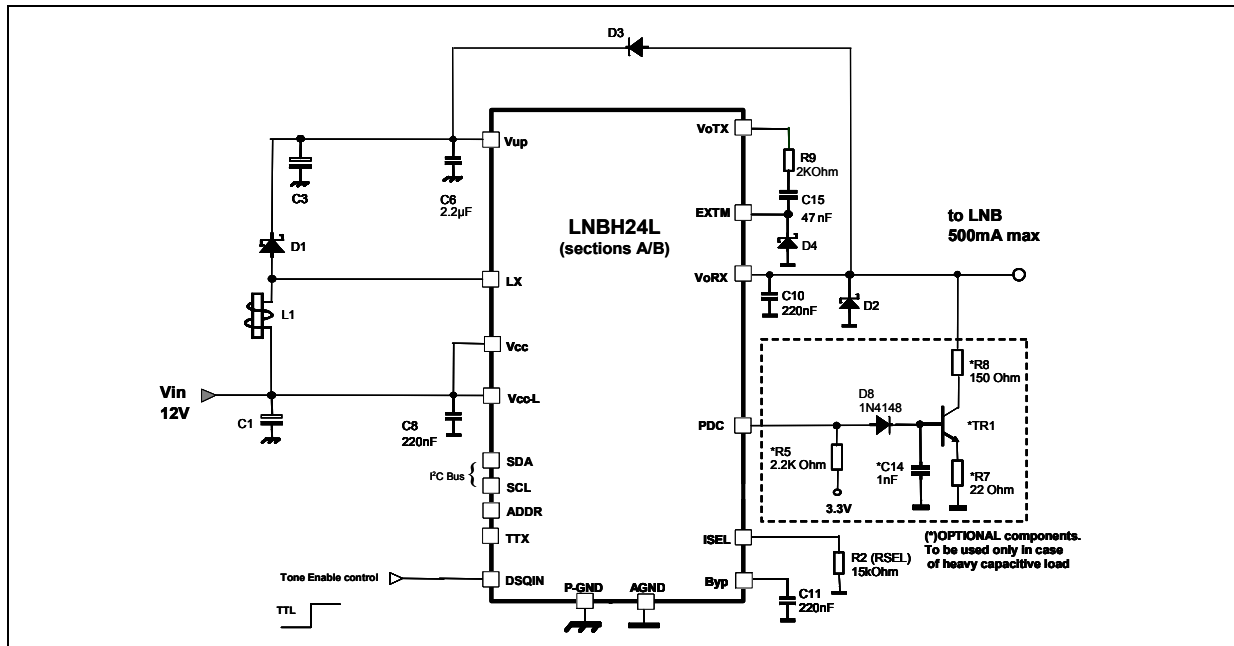 D3
VoTX
Vup
R9
2KOhm
C3
C6
2.2µF
C15
47 nF
EXTM
LNBH24L
(sections A/B)
D4
to LNB
500mA max
D1
VoRX
LX
C10
220nF
D2
L1
Vcc
*R8
150 Ohm
Vin
12V
Vcc-L
D8
1N4148
C1
C8
220nF
PDC
*TR1
*R5
2.2K Ohm
*C14
1nF
*R7
22 Ohm
SDA
I²C Bus {
SCL
3.3V
ADDR
TTX
ISEL
(*)OPTIONAL components.
To be used only in case
of heavy capacitive load
R2 (RSEL)
15kOhm
Tone Enable control
DSQIN
P-GND
AGND
Byp
C11
220nF
TTL